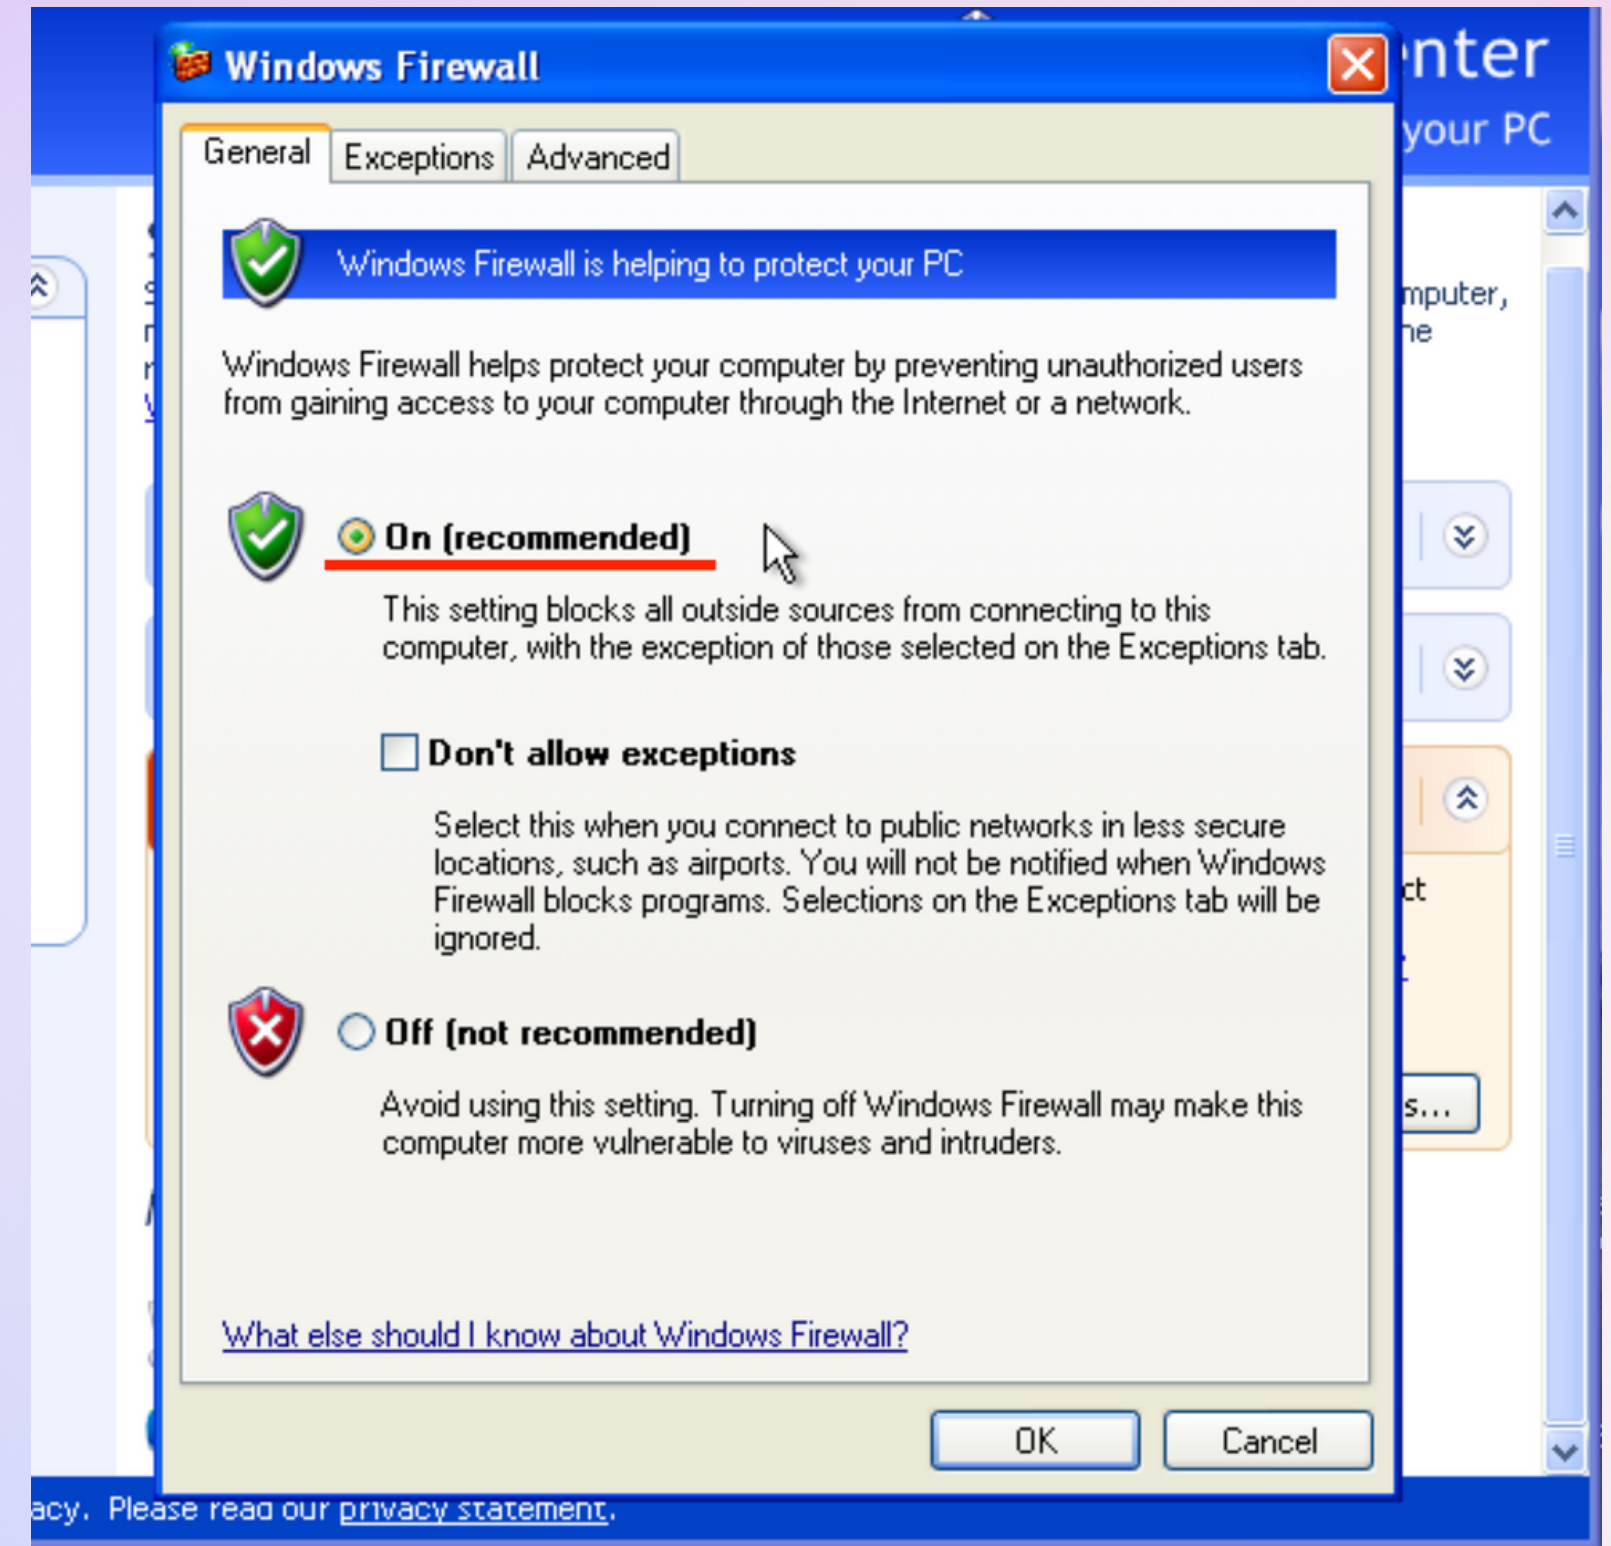 Windows Firewall
enter
your PC
General
Exceptions
Advanced
Windows Firewall is helping to protect your PC
mputer,
Windows Firewall helps protect your computer by preventing unauthorized users
from gaining access to your computer through the Internet or a network.
On (recommended)
This setting blocks all outside sources from connecting to this
computer, with the exception of those selected on the Exceptions tab.
Don't allow exceptions
Select this when you connect to public networks in less secure
locations, such as airports. You will not be notified when Windows
Firewall blocks programs. Selections on the Exceptions tab will be
ignored.
ct
Off (not recommended)
Avoid using this setting. Turning off Windows Firewall may make this
computer more vulnerable to viruses and intruders.
s...
What else should I know about Windows Firewall?
OK
Cancel
acy. Please read our privacy statement.